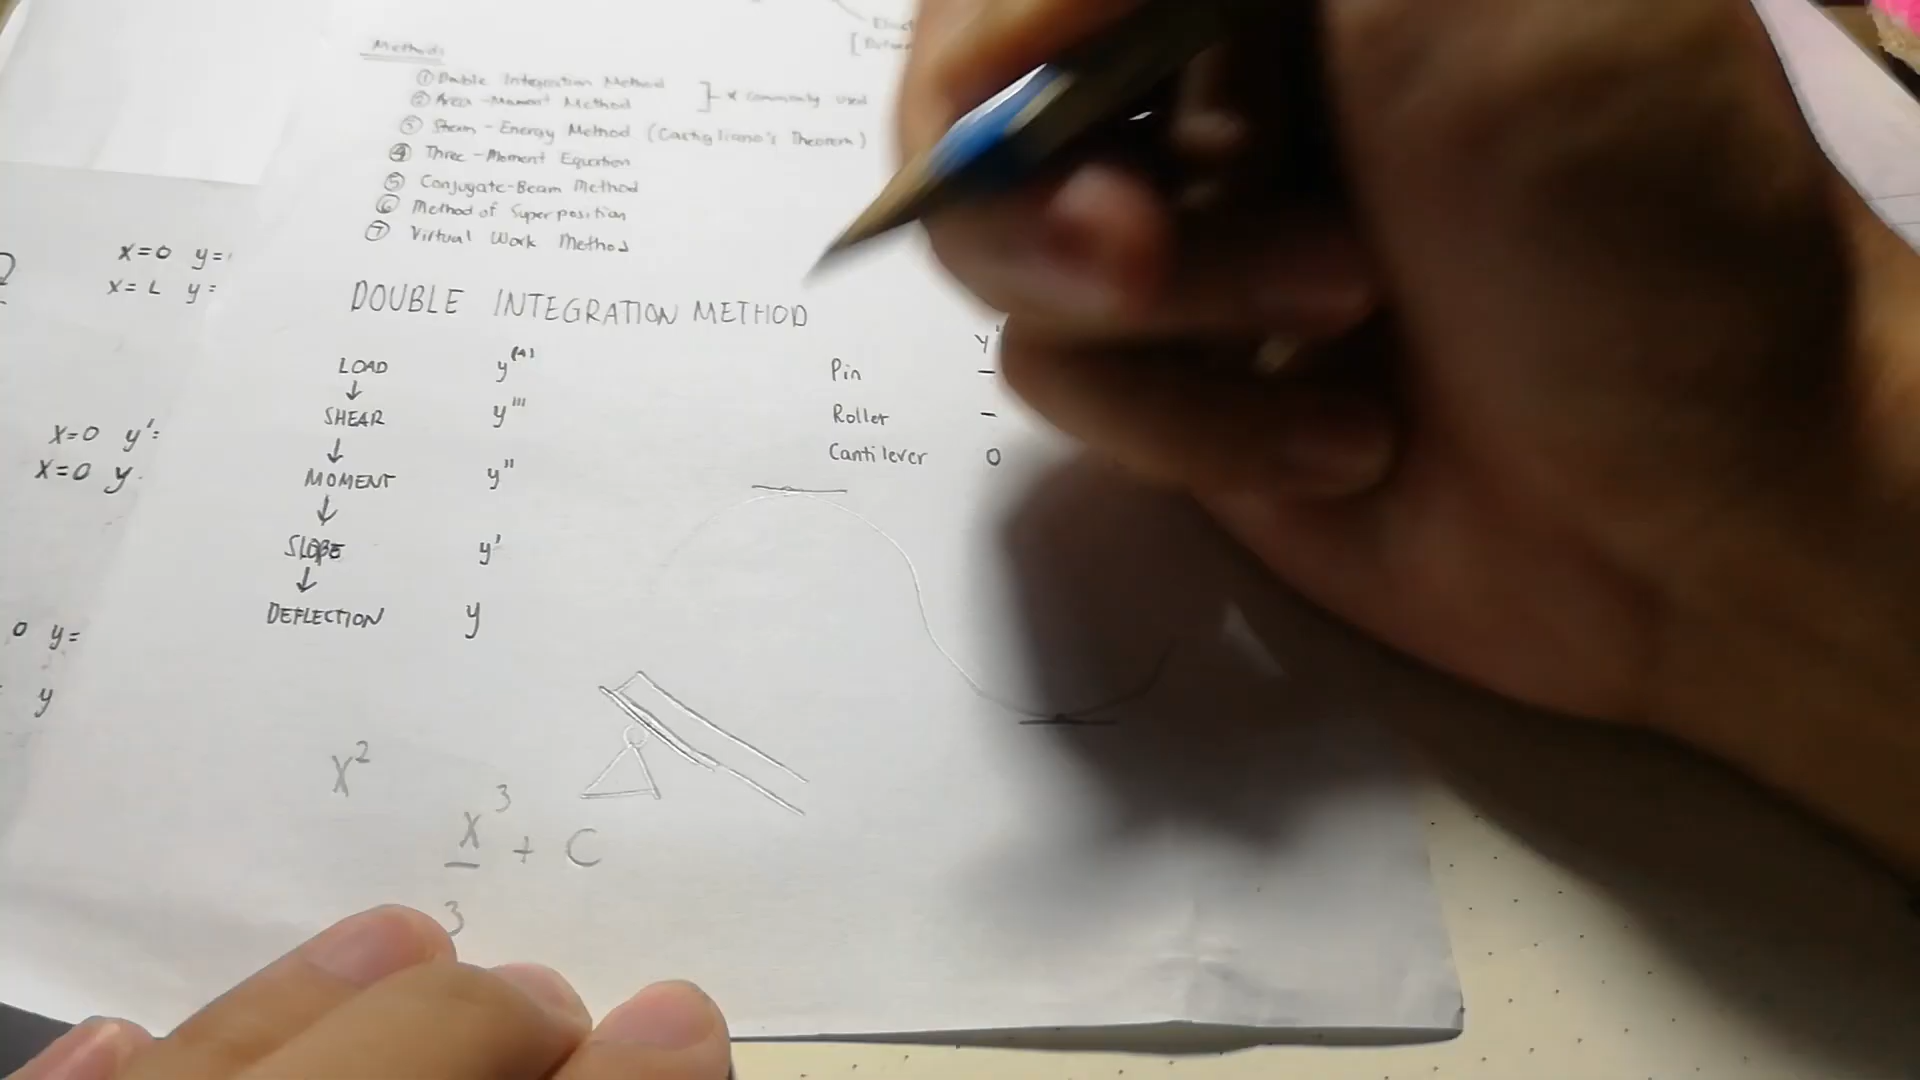 Methods
① Double Integration Method
② Area-Moment Method
] * commonly used
③ Strain-Energy Method (Castigliano's Theorem)
④ Three-Moment Equation
⑤ Conjugate-Beam Method
⑥ Method of Superposition
⑦ Virtual Work Method
x=0 y=
x=L y=
x=0 y'=
x=0 y
0 y=
y
DOUBLE INTEGRATION METHOD
LOAD y⁽⁴⁾
↓
SHEAR y'''
↓
MOMENT y''
↓
SLOPE y'
↓
DEFLECTION y
Y'
Pin –
Roller –
Cantilever 0
x²
x³
3
+ C